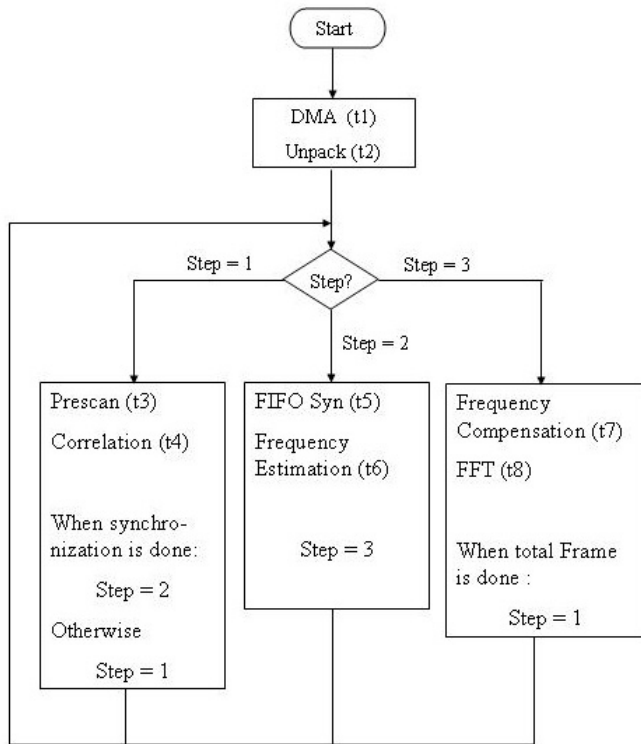 Start
DMA (t1)
Unpack (t2)
Step = 1
Step?
Step = 3
Step = 2
Prescan (t3)
Correlation (t4)
When synchro-
nization is done:
Step = 2
Otherwise
Step = 1
FIFO Syn (t5)
Frequency
Estimation (t6)
Step = 3
Frequency
Compensation (t7)
FFT (t8)
When total Frame
is done :
Step = 1